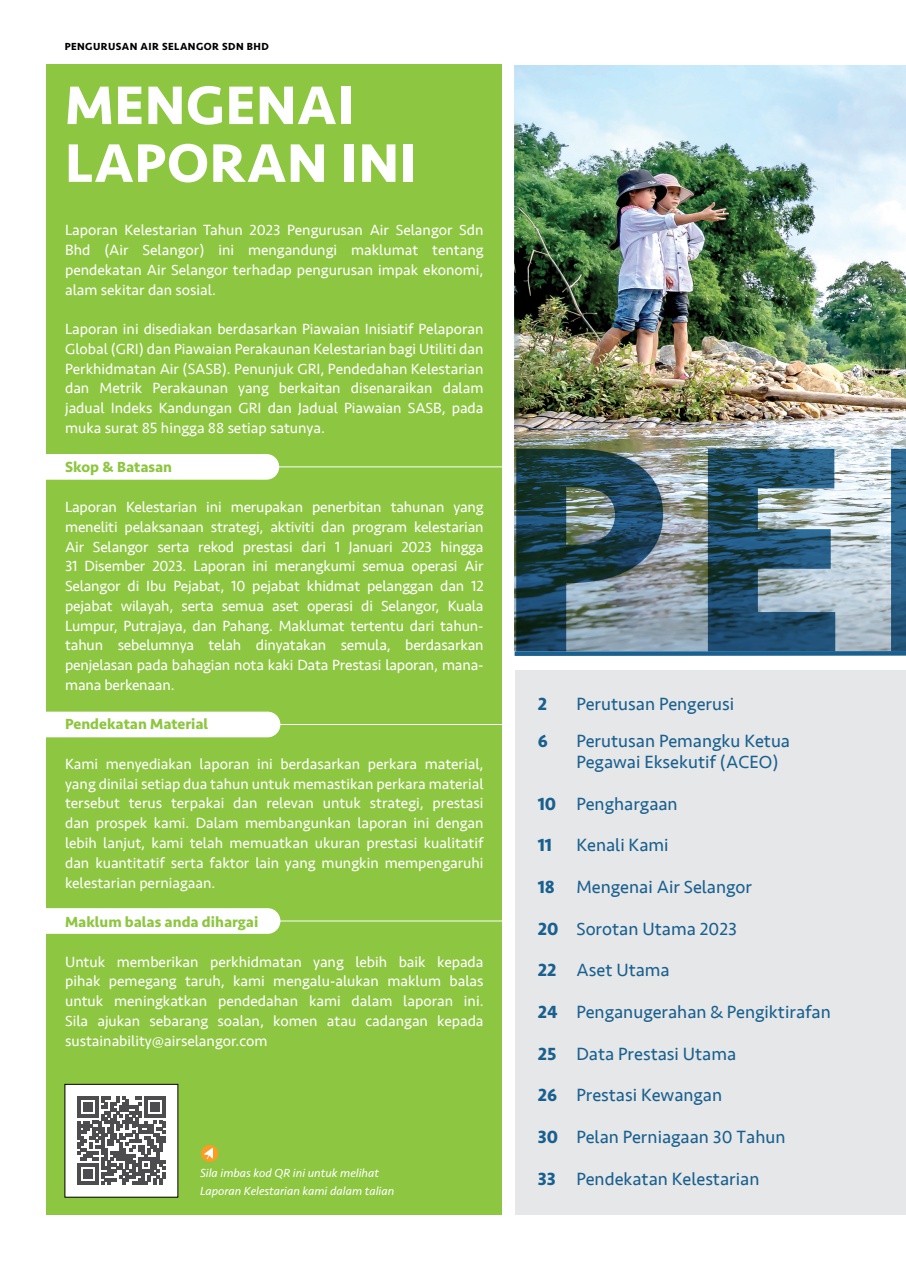 PENGURUSAN AIR SELANGOR SDN BHD
MENGENAI
LAPORAN INI
Laporan Kelestarian Tahun 2023 Pengurusan Air Selangor Sdn
Bhd (Air Selangor) ini mengandungi maklumat tentang
pendekatan Air Selangor terhadap pengurusan impak ekonomi,
alam sekitar dan sosial.
Laporan ini disediakan berdasarkan Piawaian Inisiatif Pelaporan
Global (GRI) dan Piawaian Perakaunan Kelestarian bagi Utiliti dan
Perkhidmatan Air (SASB). Penunjuk GRI, Pendedahan Kelestarian
dan Metrik Perakaunan yang berkaitan disenaraikan dalam
jadual Indeks Kandungan GRI dan Jadual Piawaian SASB, pada
muka surat 85 hingga 88 setiap satunya.
Skop & Batasan
Laporan Kelestarian ini merupakan penerbitan tahunan yang
meneliti pelaksanaan strategi, aktiviti dan program kelestarian
Air Selangor serta rekod prestasi dari 1 Januari 2023 hingga
31 Disember 2023. Laporan ini merangkumi semua operasi Air
Selangor di Ibu Pejabat, 10 pejabat khidmat pelanggan dan 12
pejabat wilayah, serta semua aset operasi di Selangor, Kuala
Lumpur, Putrajaya, dan Pahang. Maklumat tertentu dari tahun-
tahun sebelumnya telah dinyatakan semula, berdasarkan
penjelasan pada bahagian nota kaki Data Prestasi laporan, mana-
mana berkenaan.
Pendekatan Material
Kami menyediakan laporan ini berdasarkan perkara material,
yang dinilai setiap dua tahun untuk memastikan perkara material
tersebut terus terpakai dan relevan untuk strategi, prestasi
dan prospek kami. Dalam membangunkan laporan ini dengan
lebih lanjut, kami telah memuatkan ukuran prestasi kualitatif
dan kuantitatif serta faktor lain yang mungkin mempengaruhi
kelestarian perniagaan.
Maklum balas anda dihargai
Untuk memberikan perkhidmatan yang lebih baik kepada
pihak pemegang taruh, kami mengalu-alukan maklum balas
untuk meningkatkan pendedahan kami dalam laporan ini.
Sila ajukan sebarang soalan, komen atau cadangan kepada
sustainability@airselangor.com
Sila imbas kod QR ini untuk melihat
Laporan Kelestarian kami dalam talian
PE
2 Perutusan Pengerusi
6 Perutusan Pemangku Ketua
Pegawai Eksekutif (ACEO)
10 Penghargaan
11 Kenali Kami
18 Mengenai Air Selangor
20 Sorotan Utama 2023
22 Aset Utama
24 Penganugerahan & Pengiktirafan
25 Data Prestasi Utama
26 Prestasi Kewangan
30 Pelan Perniagaan 30 Tahun
33 Pendekatan Kelestarian